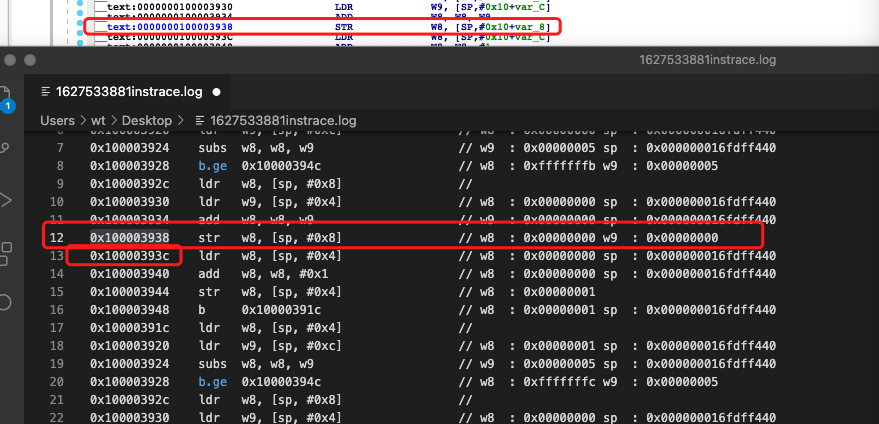 __text:0000000100003930 LDR W9, [SP,#0x10+var_C]
__text:0000000100003934 ADD W8, W8, W9
__text:0000000100003938 STR W8, [SP,#0x10+var_8]
__text:000000010000393C LDR W8, [SP,#0x10+var_C]
1627533881instrace.log
1627533881instrace.log
1
Users > wt > Desktop > 1627533881instrace.log
6 0x100003920 ldr w9, [sp, #0xc] // w8 : 0x00000000 sp : 0x000000016fdff440
7 0x100003924 subs w8, w8, w9 // w9 : 0x00000005 sp : 0x000000016fdff440
8 0x100003928 b.ge 0x10000394c // w8 : 0xfffffffb w9 : 0x00000005
9 0x10000392c ldr w8, [sp, #0x8] //
10 0x100003930 ldr w9, [sp, #0x4] // w8 : 0x00000000 sp : 0x000000016fdff440
11 0x100003934 add w8, w8, w9 // w9 : 0x00000000 sp : 0x000000016fdff440
12 0x100003938 str w8, [sp, #0x8] // w8 : 0x00000000 w9 : 0x00000000
13 0x10000393c ldr w8, [sp, #0x4] // w8 : 0x00000000 sp : 0x000000016fdff440
14 0x100003940 add w8, w8, #0x1 // w8 : 0x00000000 sp : 0x000000016fdff440
15 0x100003944 str w8, [sp, #0x4] // w8 : 0x00000001
16 0x100003948 b 0x10000391c // w8 : 0x00000001 sp : 0x000000016fdff440
17 0x10000391c ldr w8, [sp, #0x4] //
18 0x100003920 ldr w9, [sp, #0xc] // w8 : 0x00000001 sp : 0x000000016fdff440
19 0x100003924 subs w8, w8, w9 // w9 : 0x00000005 sp : 0x000000016fdff440
20 0x100003928 b.ge 0x10000394c // w8 : 0xfffffffc w9 : 0x00000005
21 0x10000392c ldr w8, [sp, #0x8] //
22 0x100003930 ldr w9, [sp, #0x4] // w8 : 0x00000000 sp : 0x000000016fdff440